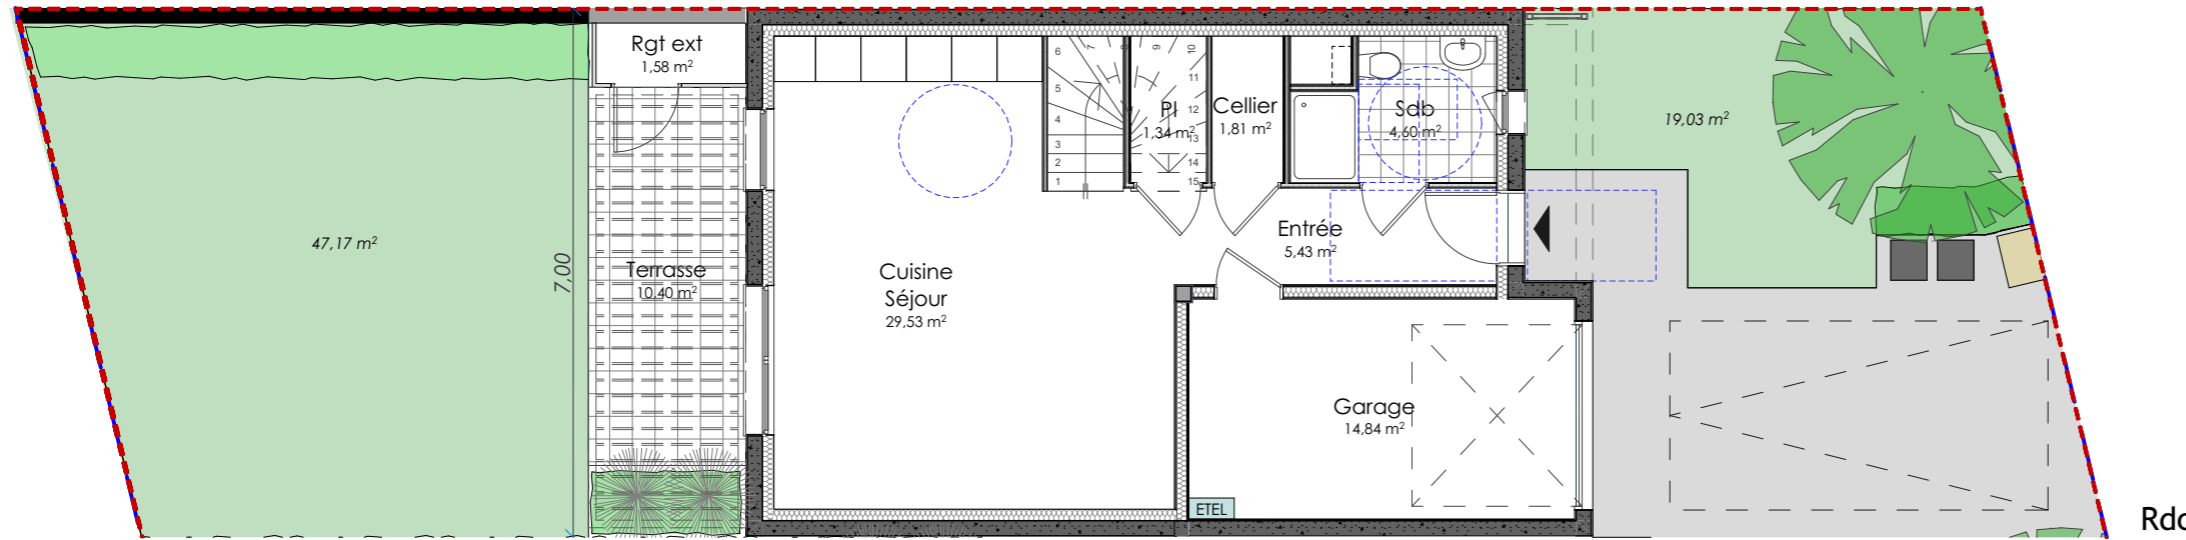 Rgt ext
1,58 m²
47,17 m²
7,00
Terrasse
10,40 m²
Cuisine
Séjour
29,53 m²
1
2
3
4
5
6
7
8
9
10
11
12
13
14
15
Pl
1,34 m²
Cellier
1,81 m²
Sdb
4,60 m²
Entrée
5,43 m²
Garage
14,84 m²
ETEL
19,03 m²